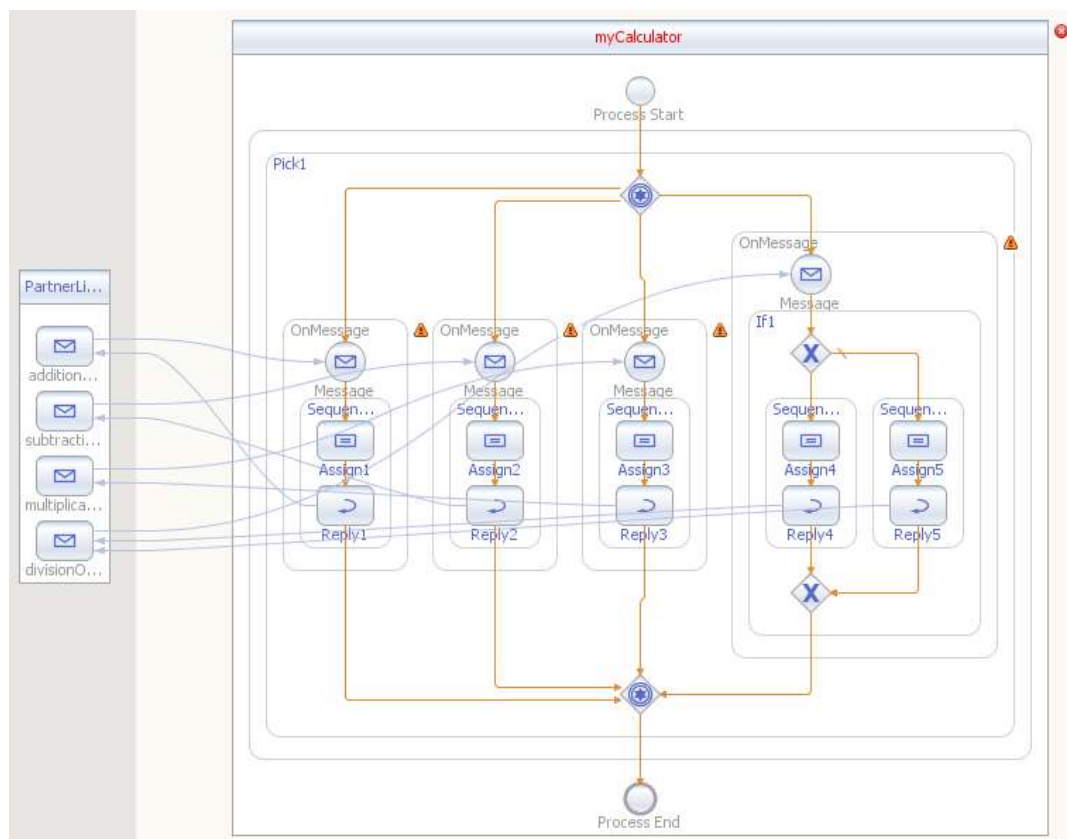 myCalculator
Process Start
Pick1
OnMessage
Message
If1
PartnerLi...
addition...
subtracti...
multiplica...
divisionO...
OnMessage
OnMessage
OnMessage
Message
Message
Message
Sequen...
Sequen...
Sequen...
Sequen...
Sequen...
Assign1
Assign2
Assign3
Assign4
Assign5
Reply1
Reply2
Reply3
Reply4
Reply5
Process End